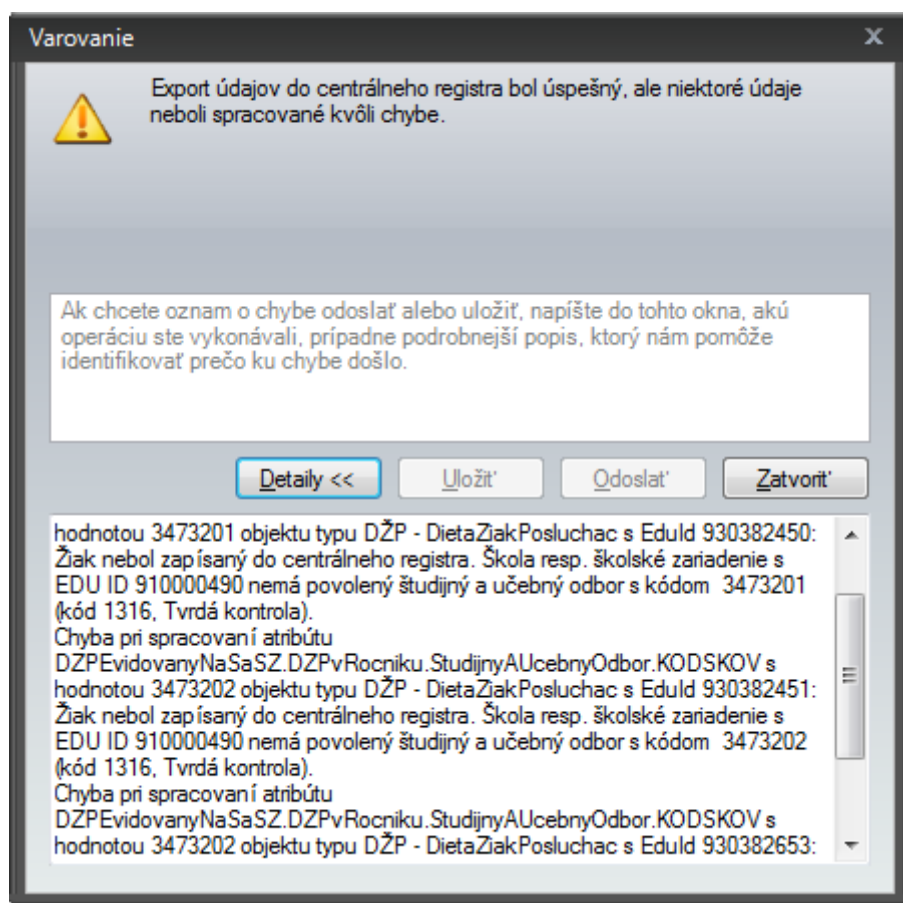 Varovanie
Export údajov do centrálneho registra bol úspešný, ale niektoré údaje
neboli spracované kvôli chybe.
Ak chcete oznam o chybe odoslať alebo uložiť, napíšte do tohto okna, akú
operáciu ste vykonávali, prípadne podrobnejší popis, ktorý nám pomôže
identifikovať prečo ku chybe došlo.
Detaily << Uložiť Odoslať Zatvoriť
hodnotou 3473201 objektu typu DŽP - DietaZiakPosluchac s EduId 930382450:
Žiak nebol zapísaný do centrálneho registra. Škola resp. školské zariadenie s
EDU ID 910000490 nemá povolený študijný a učebný odbor s kódom  3473201
(kód 1316, Tvrdá kontrola).
Chyba pri spracovaní atribútu
DZPEvidovanyNaSaSZ.DZPvRocniku.StudijnyAUcebnyOdbor.KODSKOV s
hodnotou 3473202 objektu typu DŽP - DietaZiakPosluchac s EduId 930382451:
Žiak nebol zapísaný do centrálneho registra. Škola resp. školské zariadenie s
EDU ID 910000490 nemá povolený študijný a učebný odbor s kódom  3473202
(kód 1316, Tvrdá kontrola).
Chyba pri spracovaní atribútu
DZPEvidovanyNaSaSZ.DZPvRocniku.StudijnyAUcebnyOdbor.KODSKOV s
hodnotou 3473202 objektu typu DŽP - DietaZiakPosluchac s EduId 930382653: